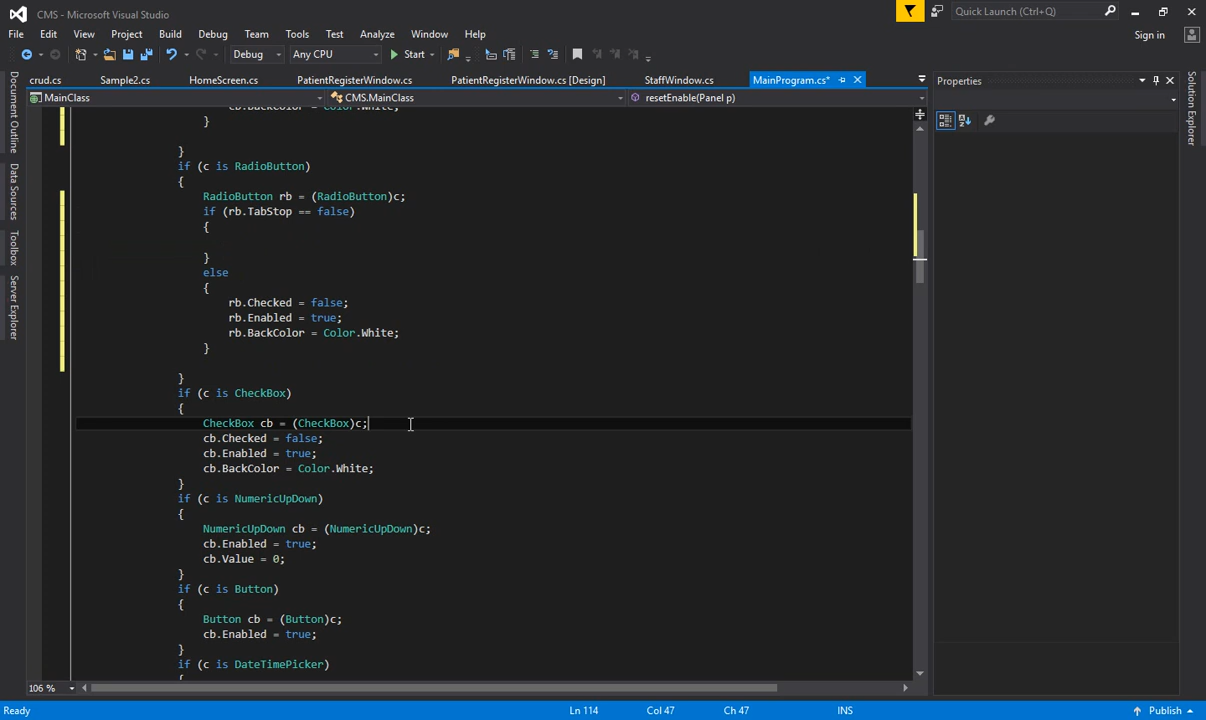 CMS - Microsoft Visual Studio
Quick Launch (Ctrl+Q)
File Edit View Project Build Debug Team Tools Test Analyze Window Help
Sign in
Debug Any CPU Start
crud.cs Sample2.cs HomeScreen.cs PatientRegisterWindow.cs PatientRegisterWindow.cs [Design] StaffWindow.cs MainProgram.cs*
Properties
MainClass CMS.MainClass resetEnable(Panel p)
Document Outline
Data Sources
Toolbox
Server Explorer
Solution Explorer
cb.BackColor = Color.White;
}
}
if (c is RadioButton)
{
RadioButton rb = (RadioButton)c;
if (rb.TabStop == false)
{
}
else
{
rb.Checked = false;
rb.Enabled = true;
rb.BackColor = Color.White;
}
}
if (c is CheckBox)
{
CheckBox cb = (CheckBox)c;
cb.Checked = false;
cb.Enabled = true;
cb.BackColor = Color.White;
}
if (c is NumericUpDown)
{
NumericUpDown cb = (NumericUpDown)c;
cb.Enabled = true;
cb.Value = 0;
}
if (c is Button)
{
Button cb = (Button)c;
cb.Enabled = true;
}
if (c is DateTimePicker)
{
106 %
Ready Ln 114 Col 47 Ch 47 INS Publish